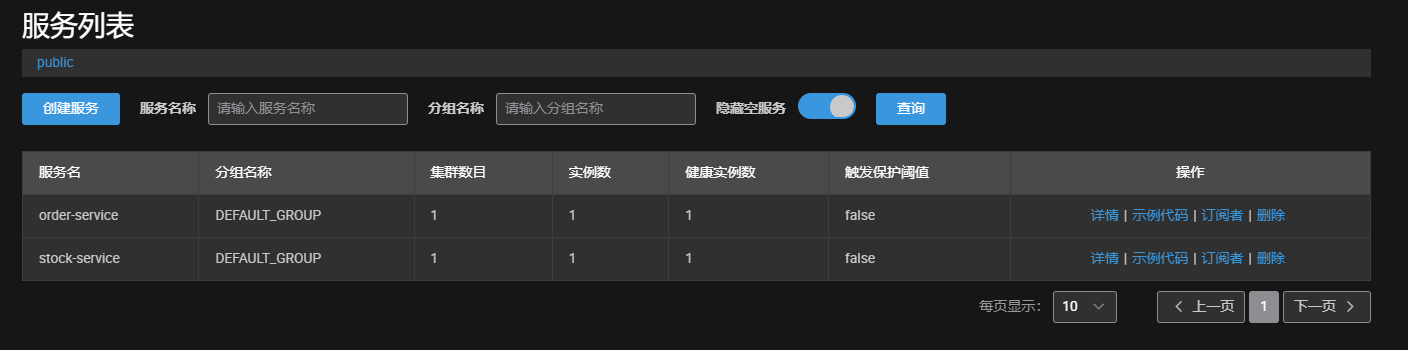 服务列表
public
创建服务 服务名称 请输入服务名称 分组名称 请输入分组名称 隐藏空服务 查询
服务名 分组名称 集群数目 实例数 健康实例数 触发保护阈值 操作
order-service DEFAULT_GROUP 1 1 1 false 详情 | 示例代码 | 订阅者 | 删除
stock-service DEFAULT_GROUP 1 1 1 false 详情 | 示例代码 | 订阅者 | 删除
每页显示: 10 上一页 1 下一页